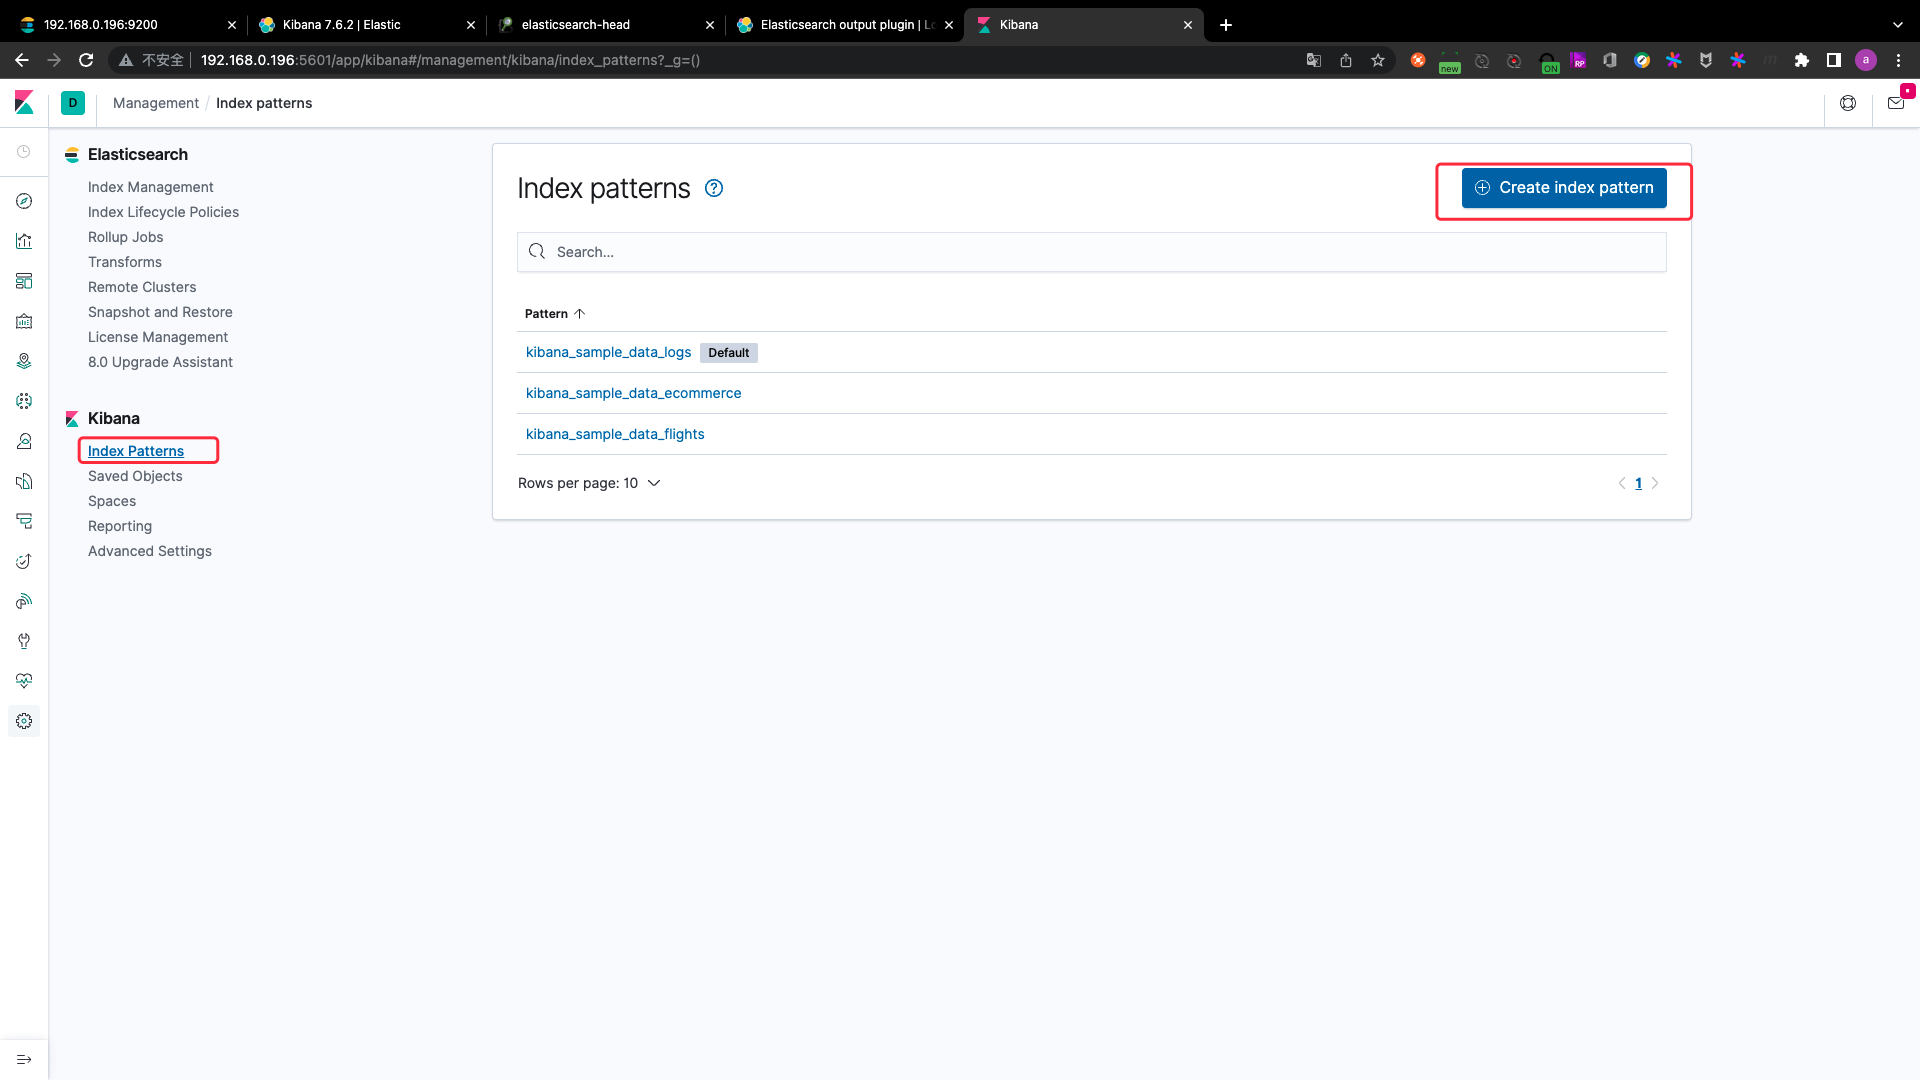 192.168.0.196:9200
Kibana 7.6.2 | Elastic
elasticsearch-head
Elasticsearch output plugin | Lo
Kibana
不安全
192.168.0.196:5601/app/kibana#/management/kibana/index_patterns?_g=()
new
ON
RP
a
D
Management / Index patterns
Elasticsearch
Index Management
Index Lifecycle Policies
Rollup Jobs
Transforms
Remote Clusters
Snapshot and Restore
License Management
8.0 Upgrade Assistant
Kibana
Index Patterns
Saved Objects
Spaces
Reporting
Advanced Settings
Index patterns
Create index pattern
Search...
Pattern
kibana_sample_data_logs Default
kibana_sample_data_ecommerce
kibana_sample_data_flights
Rows per page: 10
1